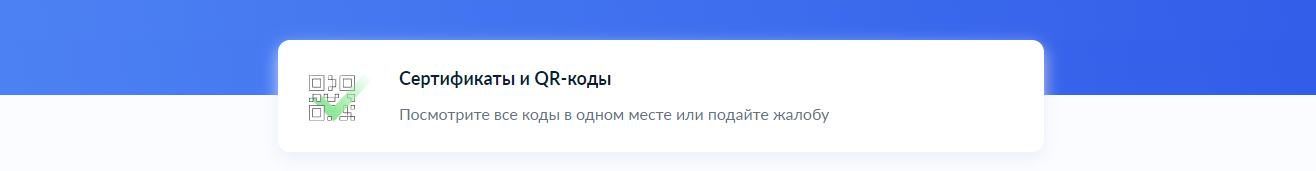 Сертификаты и QR-коды
Посмотрите все коды в одном месте или подайте жалобу